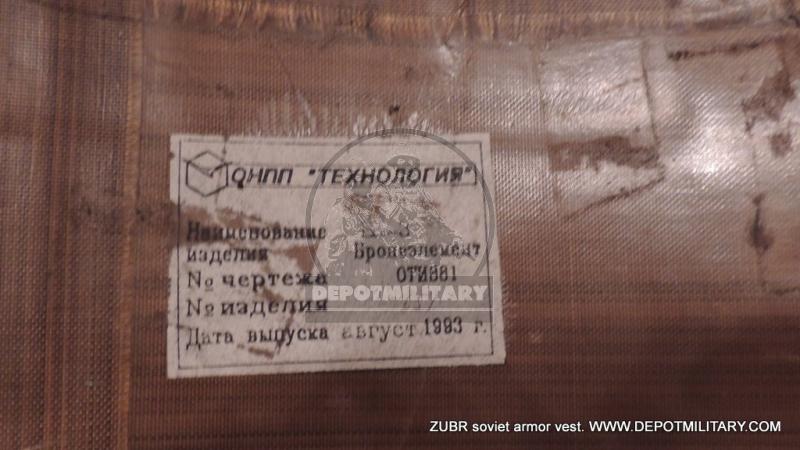 ОНПП "ТЕХНОЛОГИЯ"
Наименование
изделия Бронеэлемент
№ чертежа ОТИ881
№ изделия
Дата выпуска август 1993 г.
DEPOTMILITARY
ZUBR soviet armor vest. WWW.DEPOTMILITARY.COM